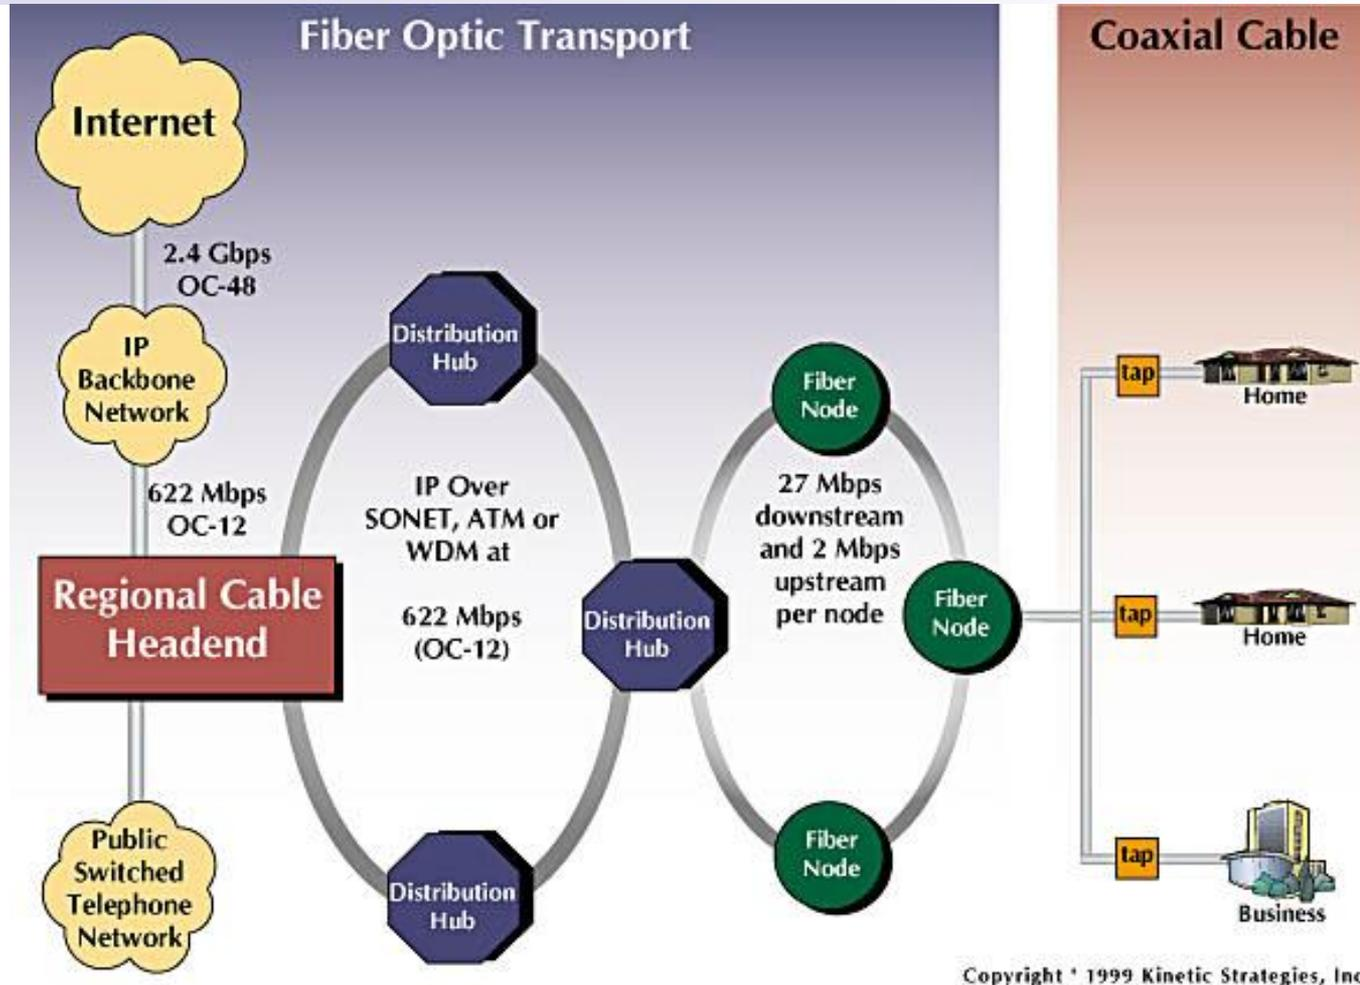 Fiber Optic Transport
Coaxial Cable
Internet
2.4 Gbps
OC-48
IP
Backbone
Network
622 Mbps
OC-12
Regional Cable
Headend
Public
Switched
Telephone
Network
Distribution
Hub
IP Over
SONET, ATM or
WDM at
622 Mbps
(OC-12)
Distribution
Hub
Distribution
Hub
Fiber
Node
27 Mbps
downstream
and 2 Mbps
upstream
per node
Fiber
Node
Fiber
Node
tap
Home
tap
Home
tap
Business
Copyright * 1999 Kinetic Strategies, Inc